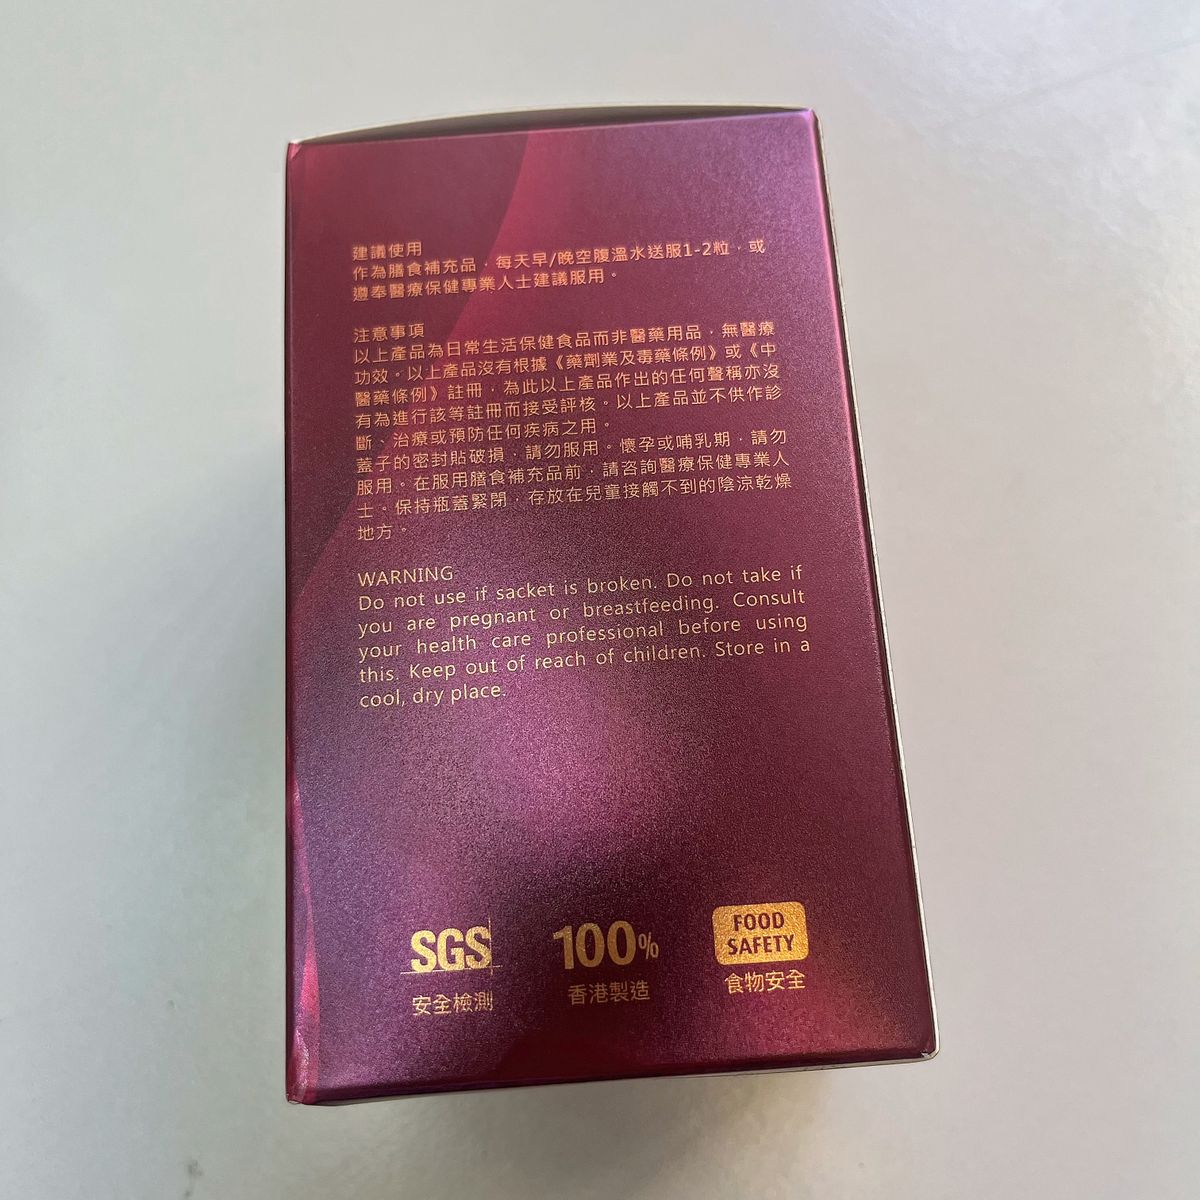 建議使用
作為膳食補充品，每天早/晚空腹溫水送服1-2粒，或
遵奉醫療保健專業人士建議服用。
注意事項
以上產品為日常生活保健食品而非醫藥用品，無醫療
功效。以上產品沒有根據《藥劑業及毒藥條例》或《中
醫藥條例》註冊，為此以上產品作出的任何聲稱亦沒
有為進行該等註冊而接受評核。以上產品並不供作診
斷、治療或預防任何疾病之用。
蓋子的密封貼破損，請勿服用。懷孕或哺乳期，請勿
服用。在服用膳食補充品前，請咨詢醫療保健專業人
士。保持瓶蓋緊閉，存放在兒童接觸不到的陰涼乾燥
地方。
WARNING
Do not use if sacket is broken. Do not take if
you are pregnant or breastfeeding. Consult
your health care professional before using
this. Keep out of reach of children. Store in a
cool, dry place.
SGS
安全檢測
100%
香港製造
FOOD
SAFETY
食物安全